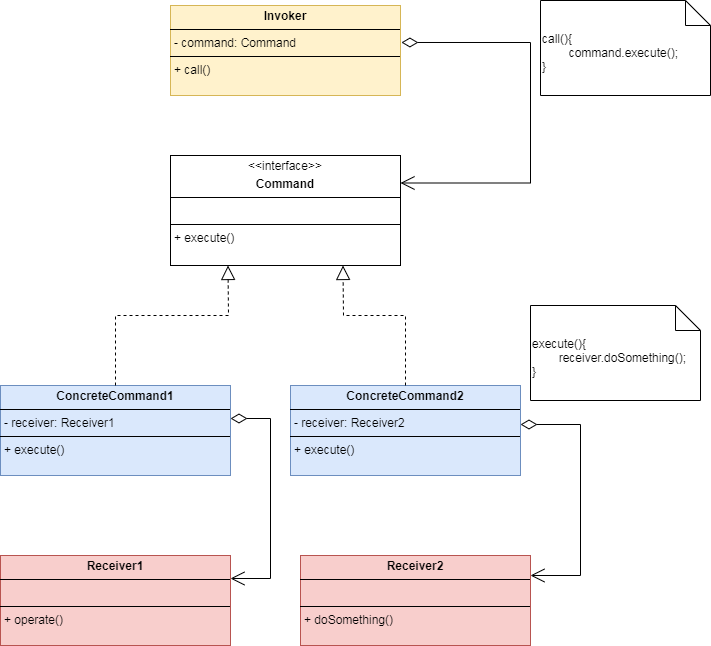 Invoker
- command: Command
+ call()
call(){
command.execute();
}
<<interface>>
Command
+ execute()
execute(){
receiver.doSomething();
}
ConcreteCommand1
- receiver: Receiver1
+ execute()
ConcreteCommand2
- receiver: Receiver2
+ execute()
Receiver1
+ operate()
Receiver2
+ doSomething()